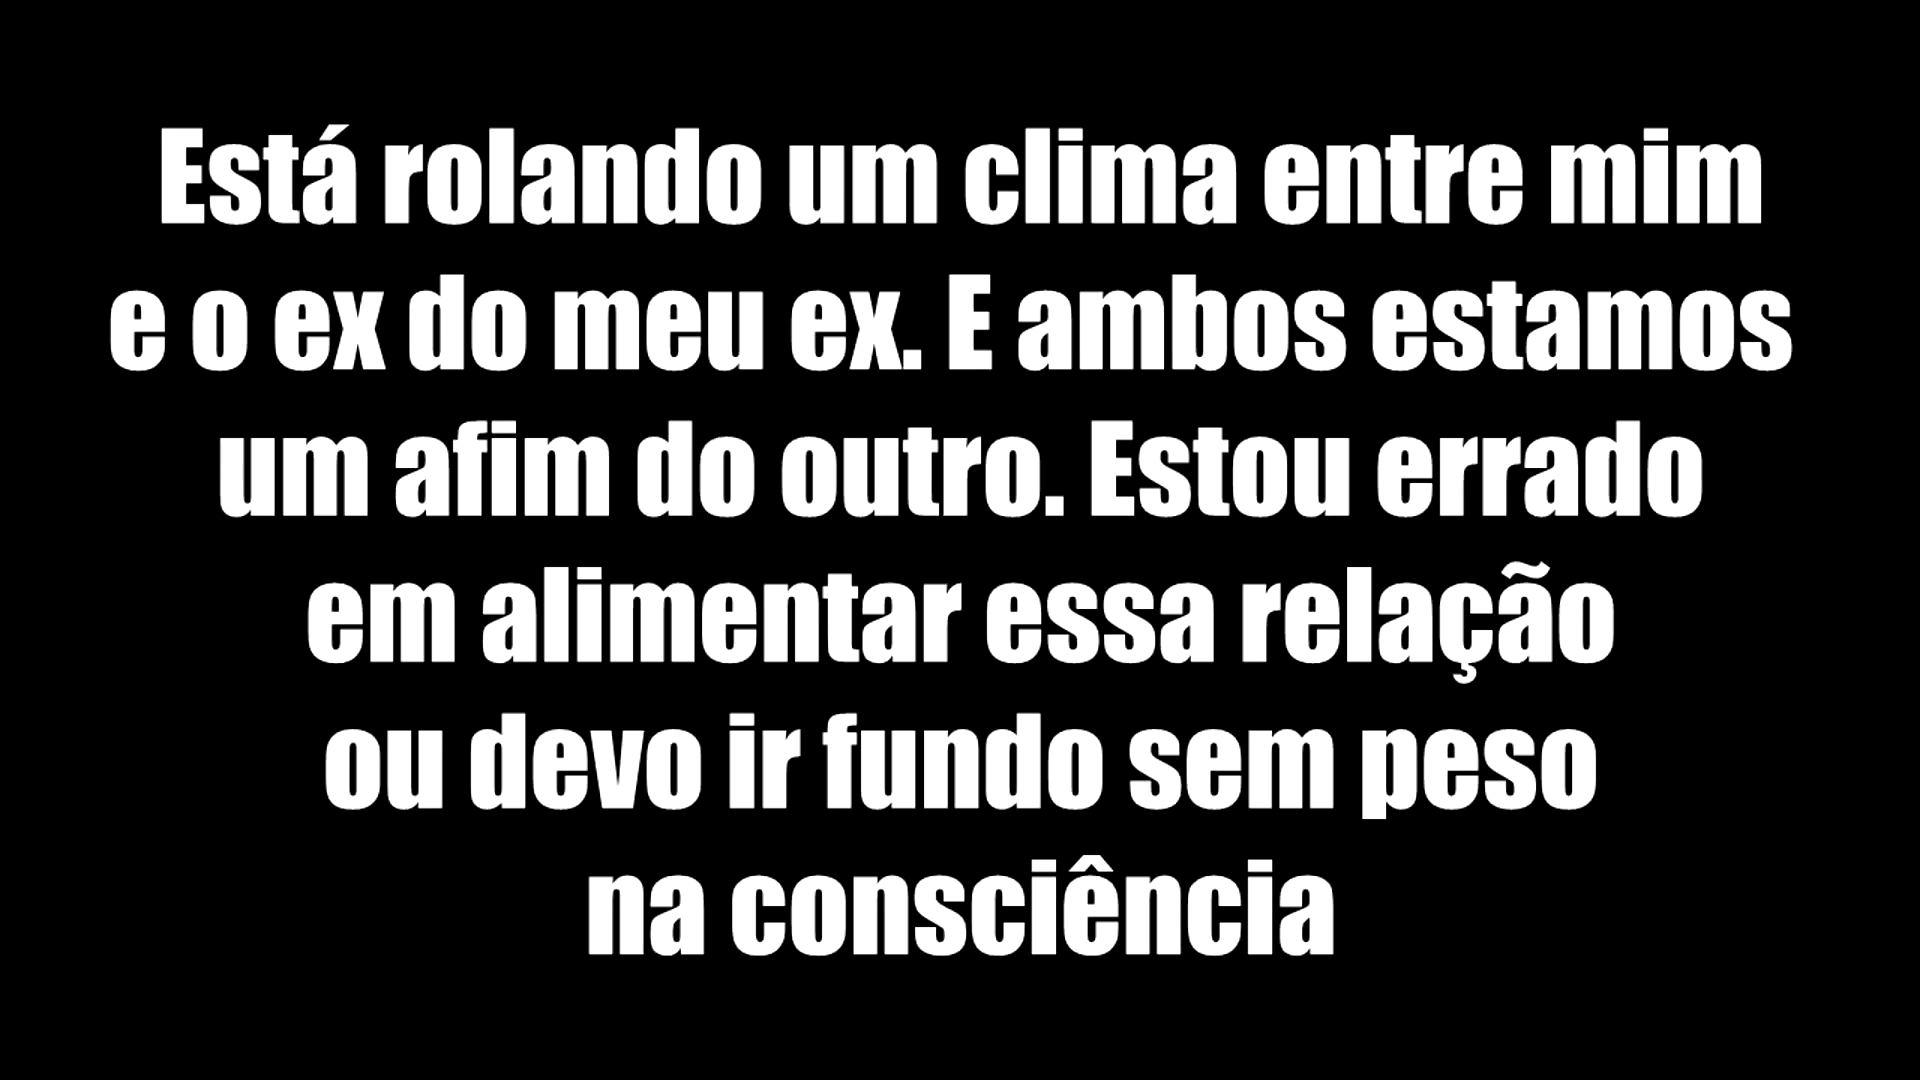 Está rolando um clima entre mim
e o ex do meu ex. E ambos estamos
um afim do outro. Estou errado
em alimentar essa relação
ou devo ir fundo sem peso
na consciência